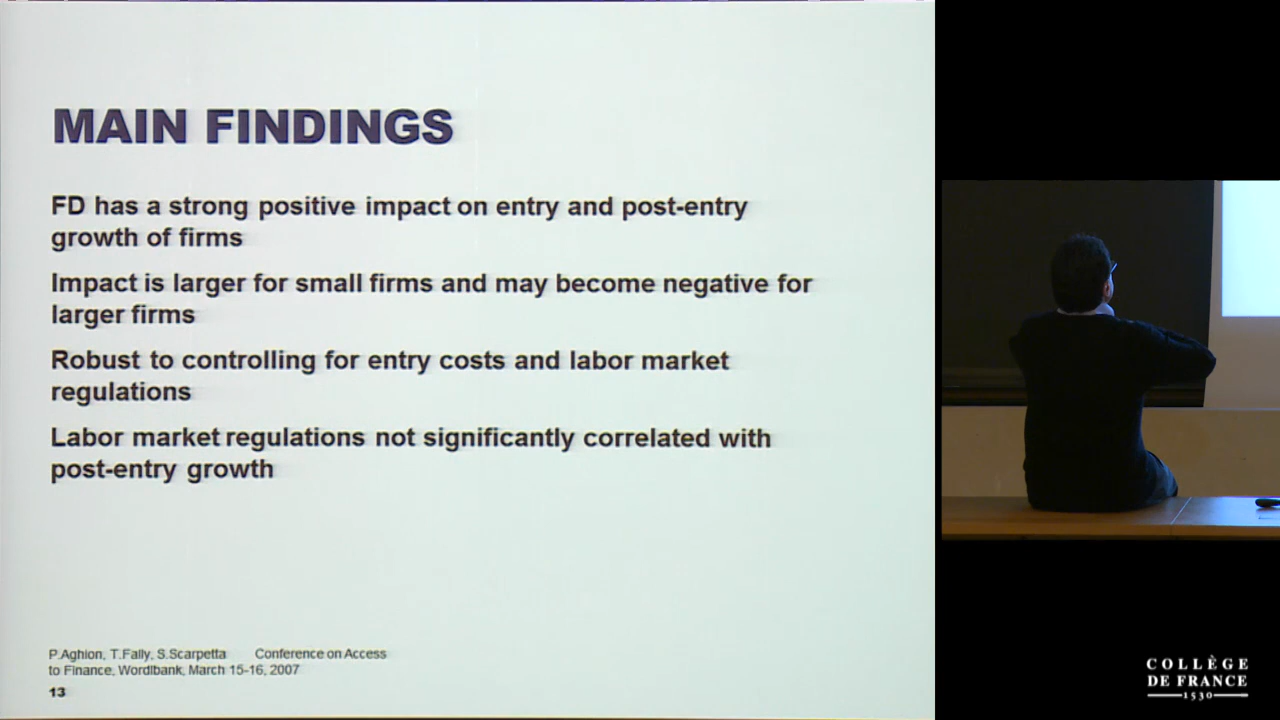 MAIN FINDINGS
FD has a strong positive impact on entry and post-entry
growth of firms
Impact is larger for small firms and may become negative for
larger firms
Robust to controlling for entry costs and labor market
regulations
Labor market regulations not significantly correlated with
post-entry growth
P.Aghion, T.Fally, S.Scarpetta Conference on Access
to Finance, Wordlbank, March 15-16, 2007
13
COLLÈGE
DE FRANCE
1530